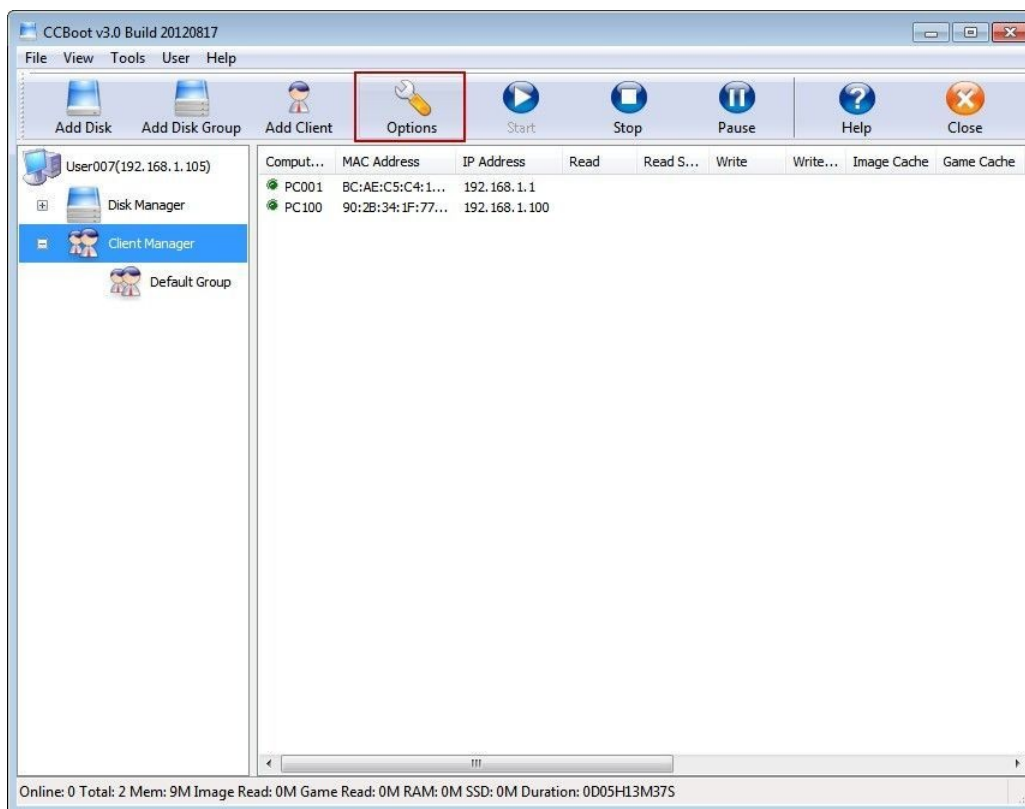 CCBoot v3.0 Build 20120817
File View Tools User Help
Add Disk Add Disk Group Add Client Options Start Stop Pause Help Close
User007(192.168.1.105)
Disk Manager
Client Manager
Default Group
Comput... MAC Address IP Address Read Read S... Write Write... Image Cache Game Cache
PC001 BC:AE:C5:C4:1... 192.168.1.1
PC100 90:2B:34:1F:77... 192.168.1.100
Online: 0 Total: 2 Mem: 9M Image Read: 0M Game Read: 0M RAM: 0M SSD: 0M Duration: 0D05H13M37S